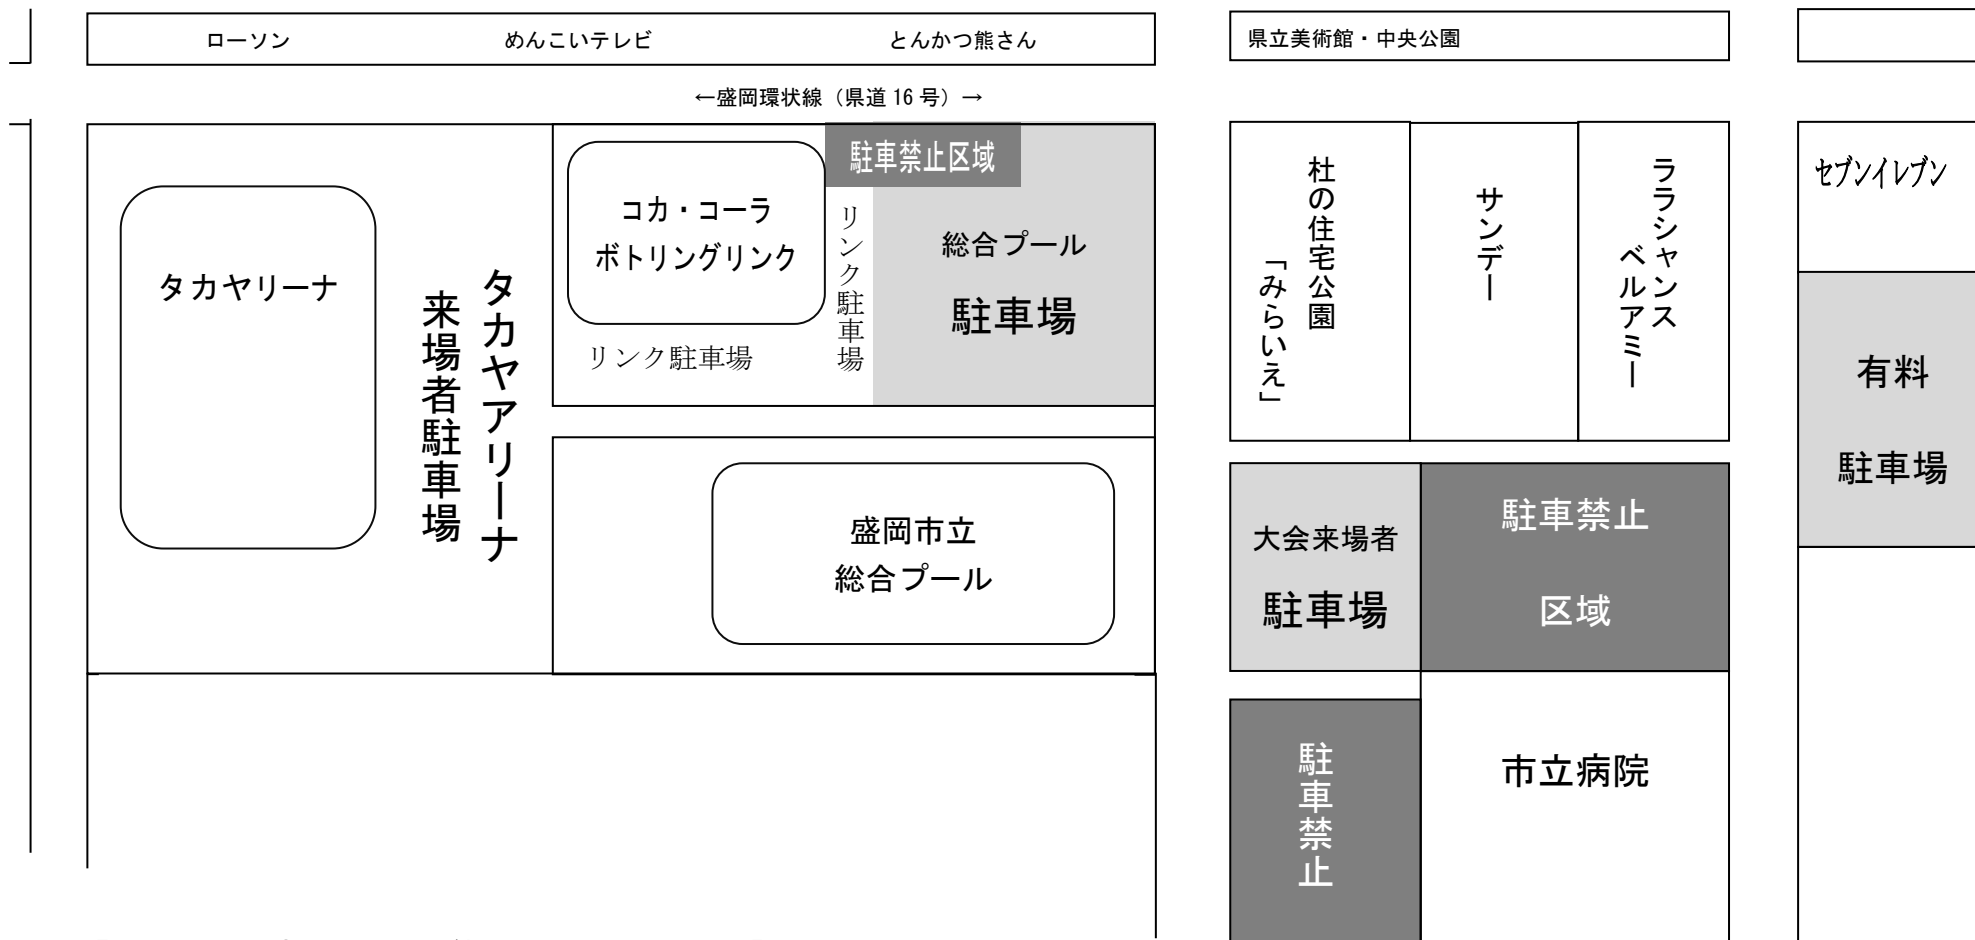 ローソン
めんこいテレビ
とんかつ熊さん
県立美術館・中央公園
←盛岡環状線（県道 16 号）→
タカヤリーナ
タカヤアリーナ
来場者駐車場
コカ・コーラ
ボトリングリンク
リンク駐車場
リンク駐車場
駐車禁止区域
総合プール
駐車場
盛岡市立
総合プール
杜の住宅公園
「みらいえ」
サンデー
ララシャンス
ベルアミー
セブンイレブン
有料
駐車場
大会来場者
駐車場
駐車禁止
区域
駐車禁止
市立病院